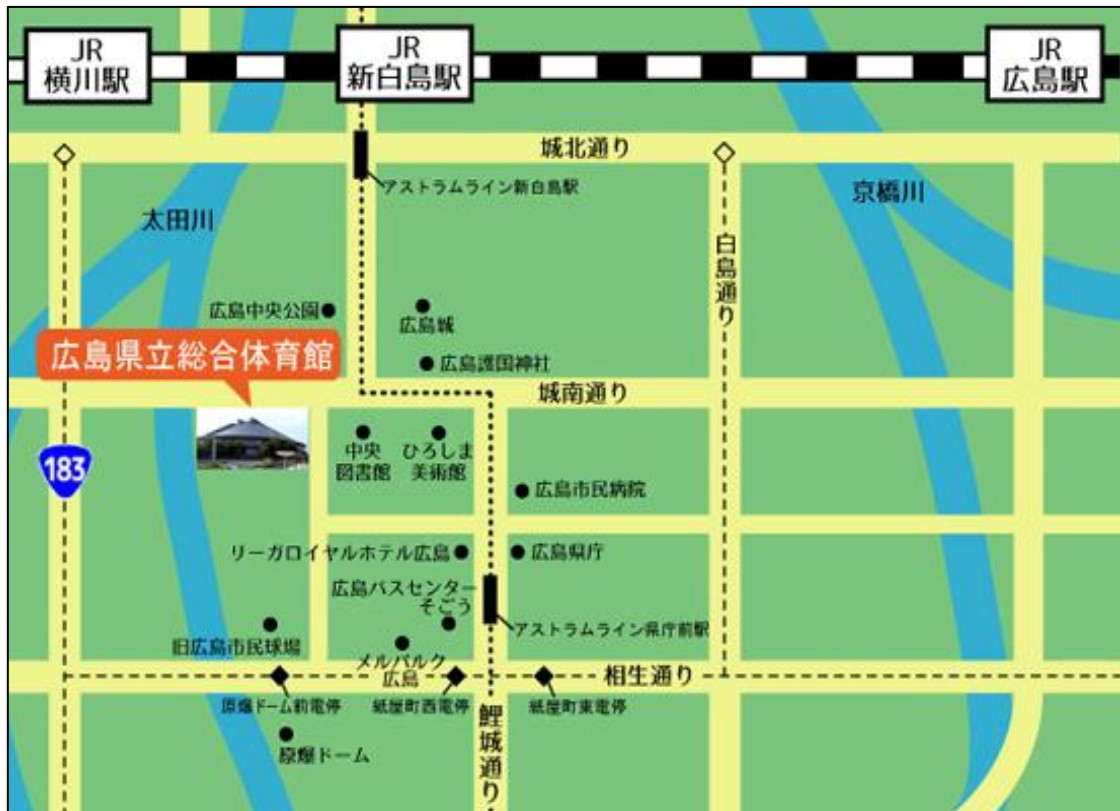 JR
横川駅
JR
新白島駅
JR
広島駅
城北通り
アストラムライン新白島駅
太田川
京橋川
白島通り
広島中央公園
広島城
広島県立総合体育館
広島護国神社
城南通り
183
中央
図書館
ひろしま
美術館
広島市民病院
リーガロイヤルホテル広島
広島県庁
広島バスセンター
そごう
アストラムライン県庁前駅
旧広島市民球場
メルパルク
広島
相生通り
原爆ドーム前電停
紙屋町西電停
紙屋町東電停
鯉城通り
原爆ドーム